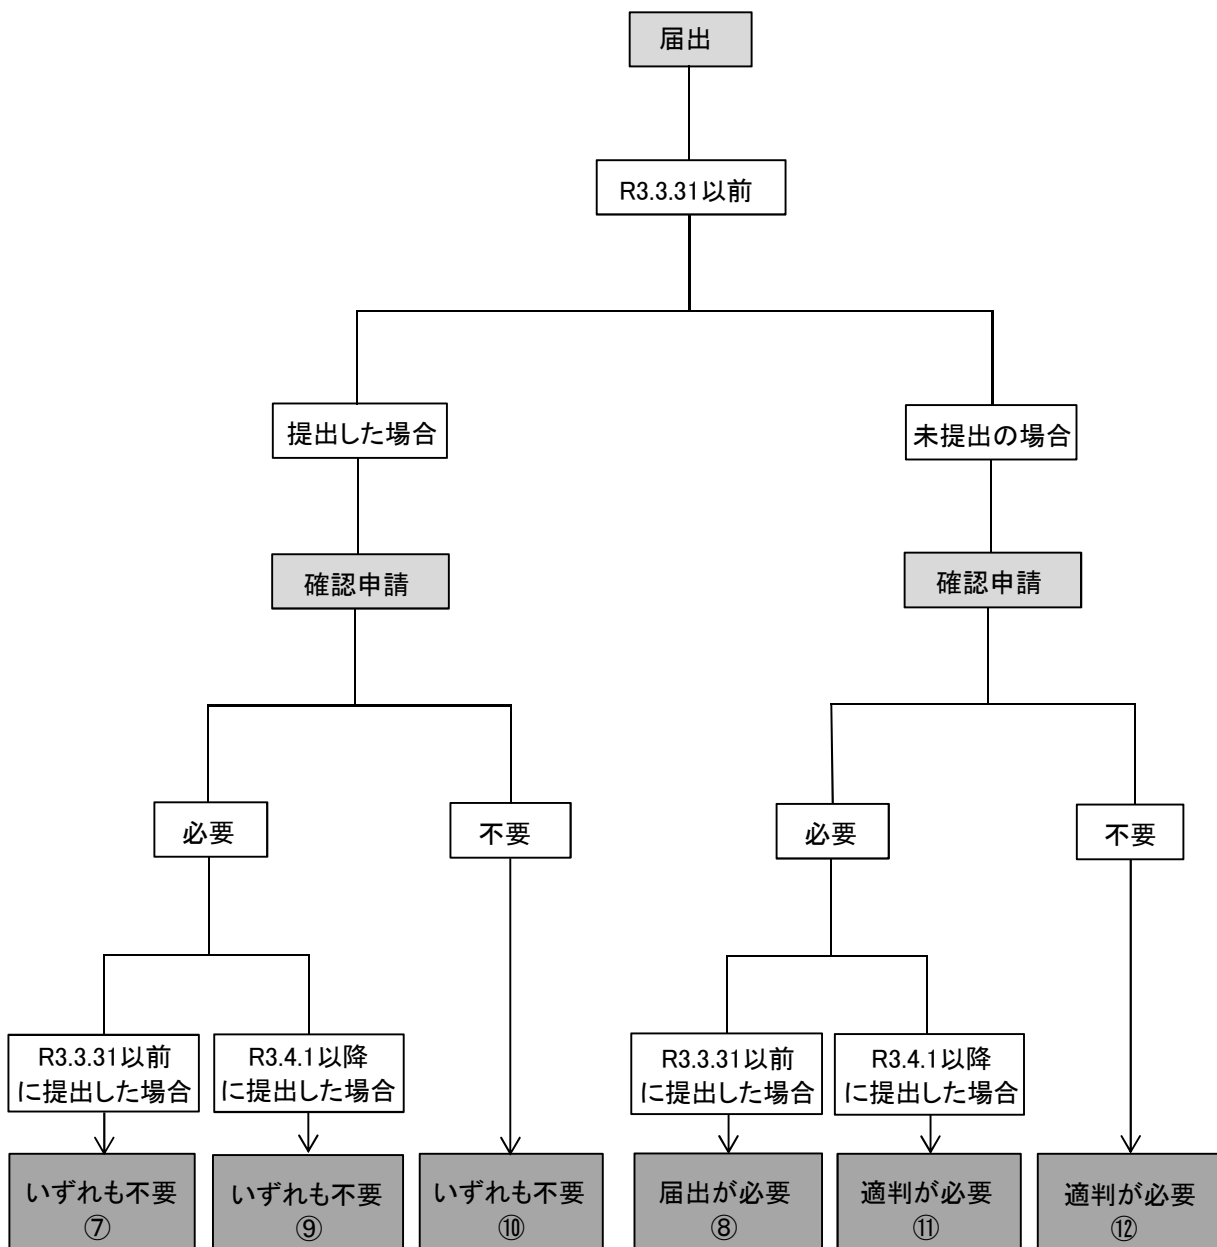 届出
R3.3.31以前
提出した場合
未提出の場合
確認申請
確認申請
必要
不要
必要
不要
R3.3.31以前
に提出した場合
R3.4.1以降
に提出した場合
R3.3.31以前
に提出した場合
R3.4.1以降
に提出した場合
いずれも不要
⑦
いずれも不要
⑨
いずれも不要
⑩
届出が必要
⑧
適判が必要
⑪
適判が必要
⑫